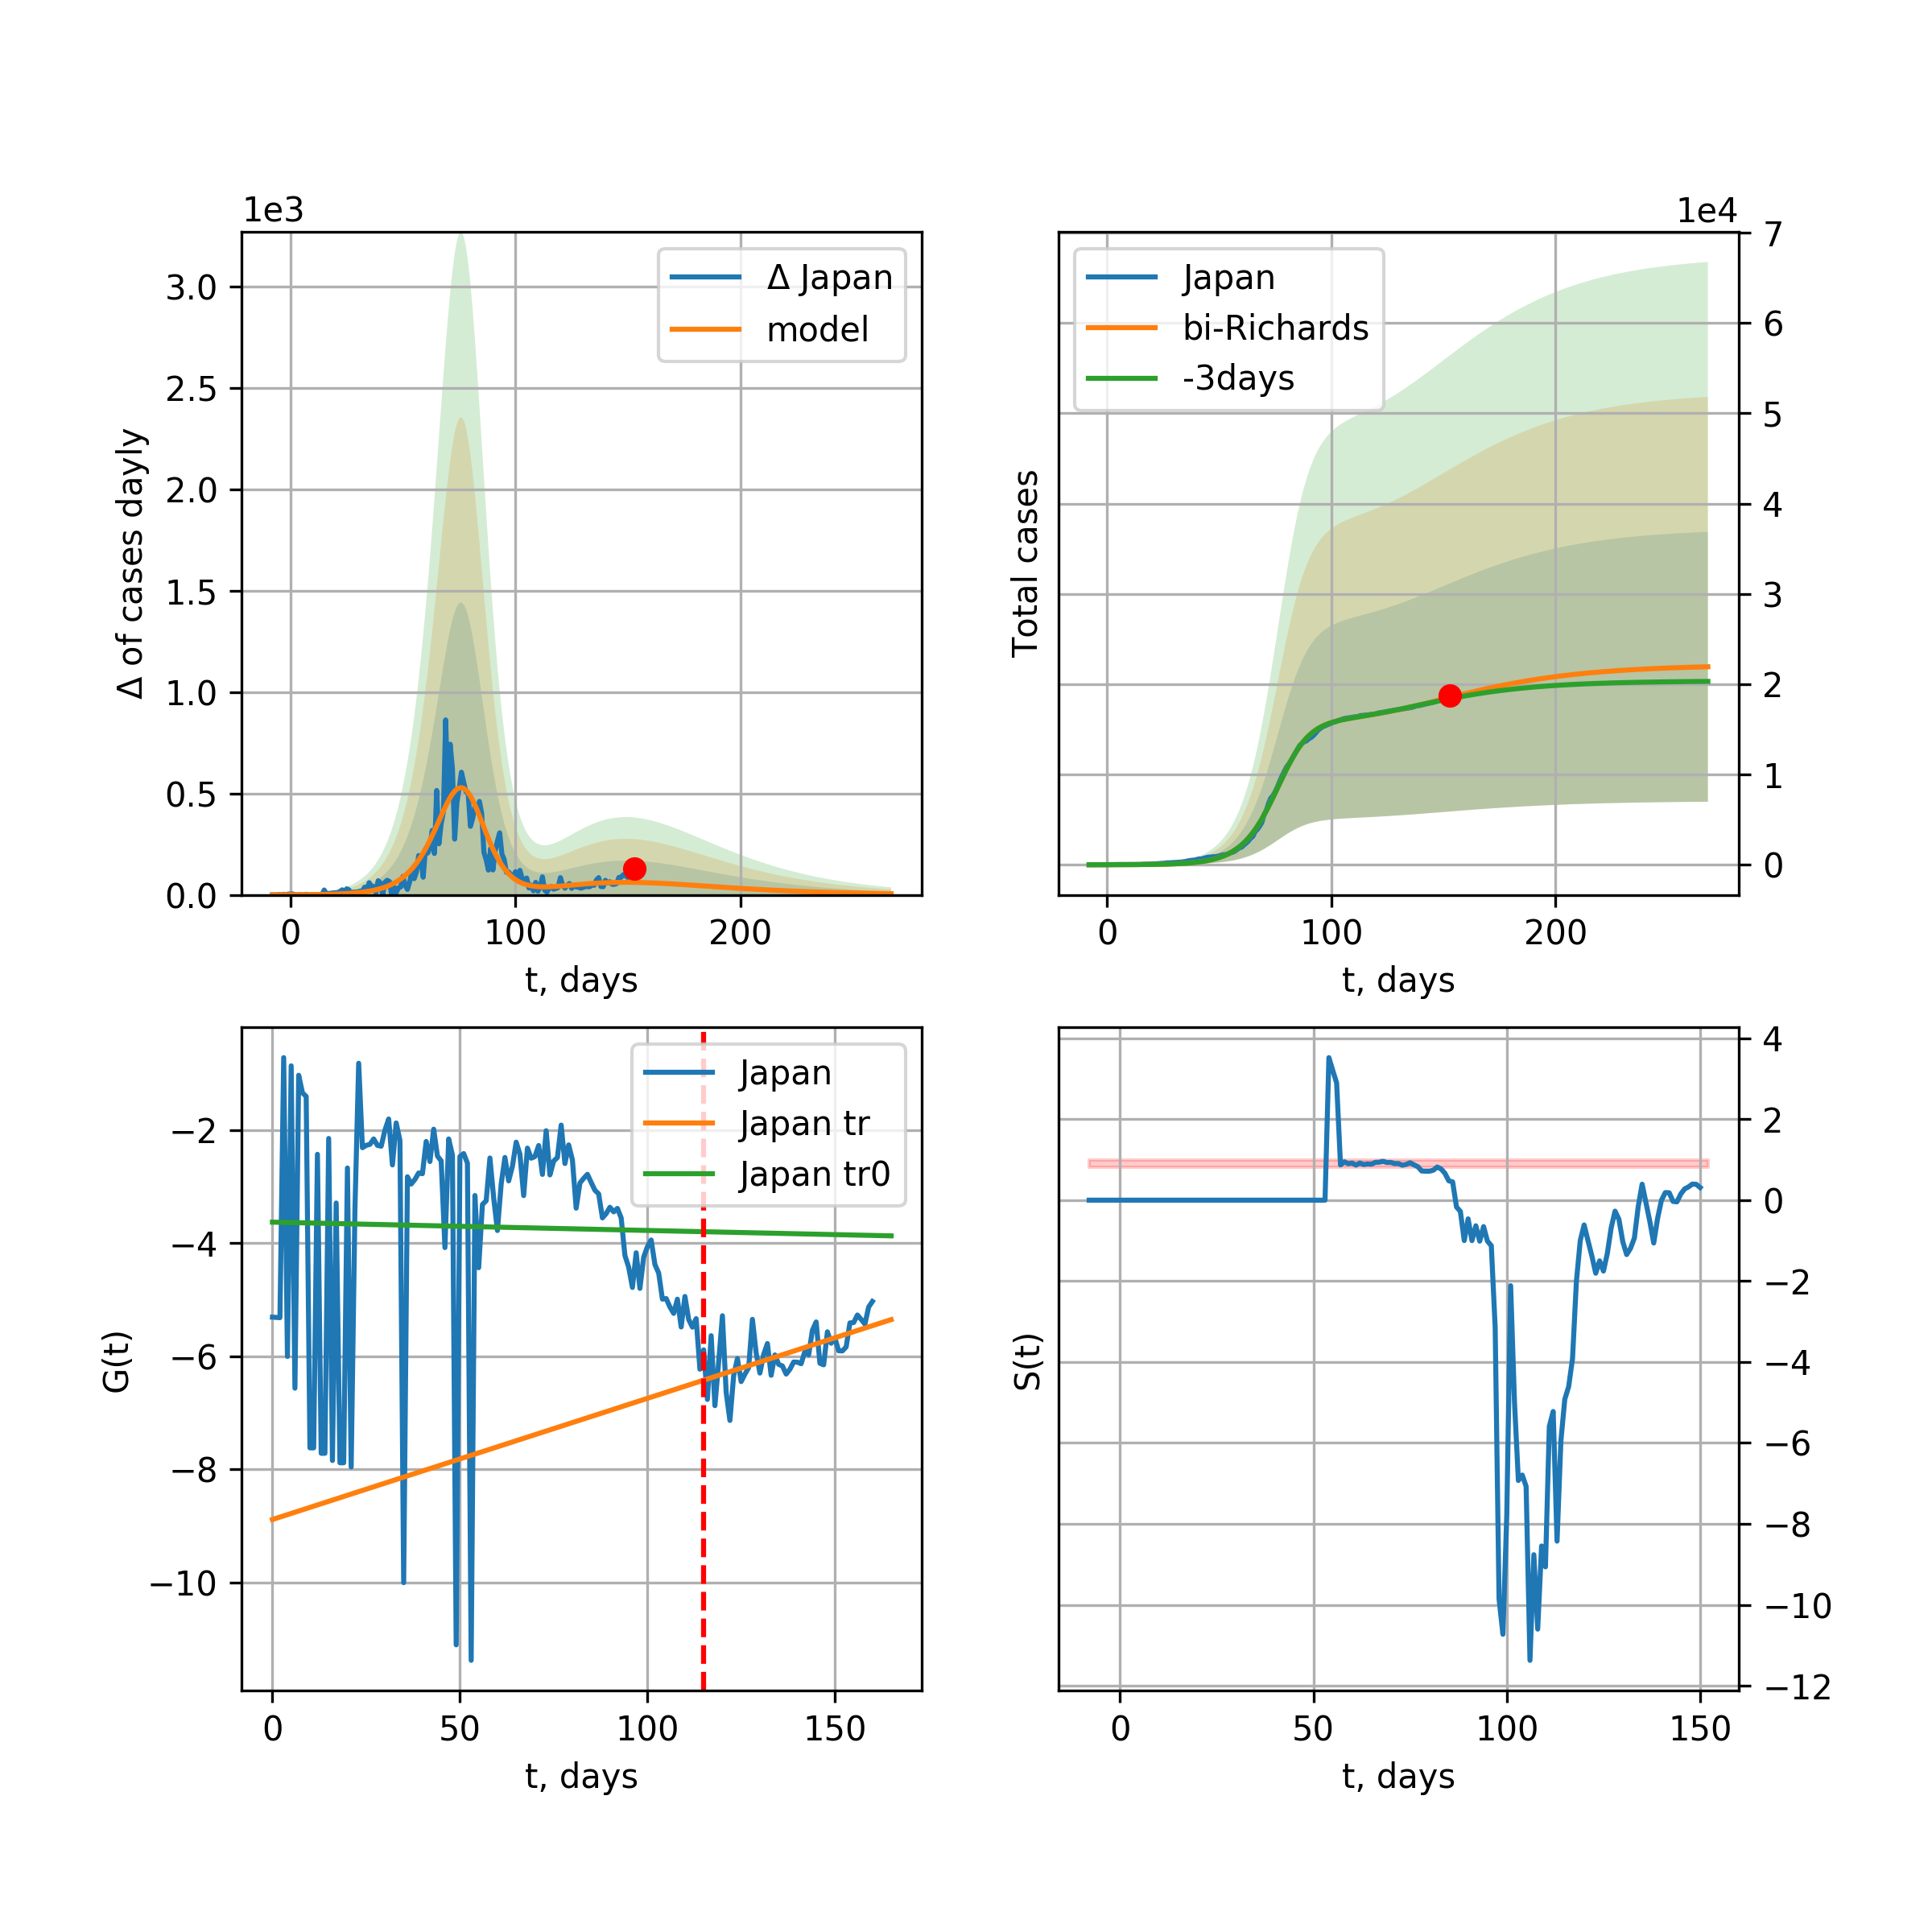 1e3
Δ of cases dayly
3.0
2.5
2.0
1.5
1.0
0.5
0.0
0
100
200
t, days
Δ Japan
model
1e4
Total cases
7
6
5
4
3
2
1
0
0
100
200
t, days
Japan
bi-Richards
-3days
G(t)
−2
−4
−6
−8
−10
0
50
100
150
t, days
Japan
Japan tr
Japan tr0
S(t)
4
2
0
−2
−4
−6
−8
−10
−12
0
50
100
150
t, days